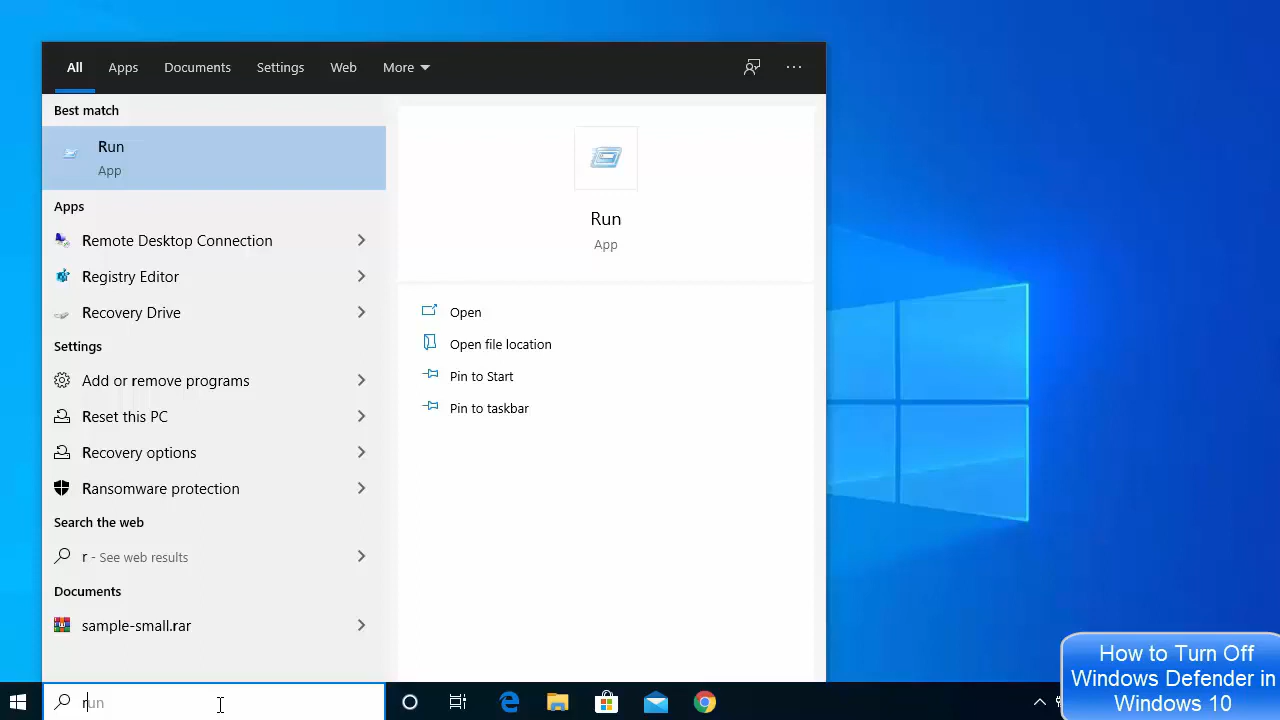 All Apps Documents Settings Web More
Best match
Run
App
Apps
Remote Desktop Connection
Registry Editor
Recovery Drive
Settings
Add or remove programs
Reset this PC
Recovery options
Ransomware protection
Search the web
r - See web results
Documents
sample-small.rar
run
Run
App
Open
Open file location
Pin to Start
Pin to taskbar
How to Turn Off
Windows Defender in
Windows 10